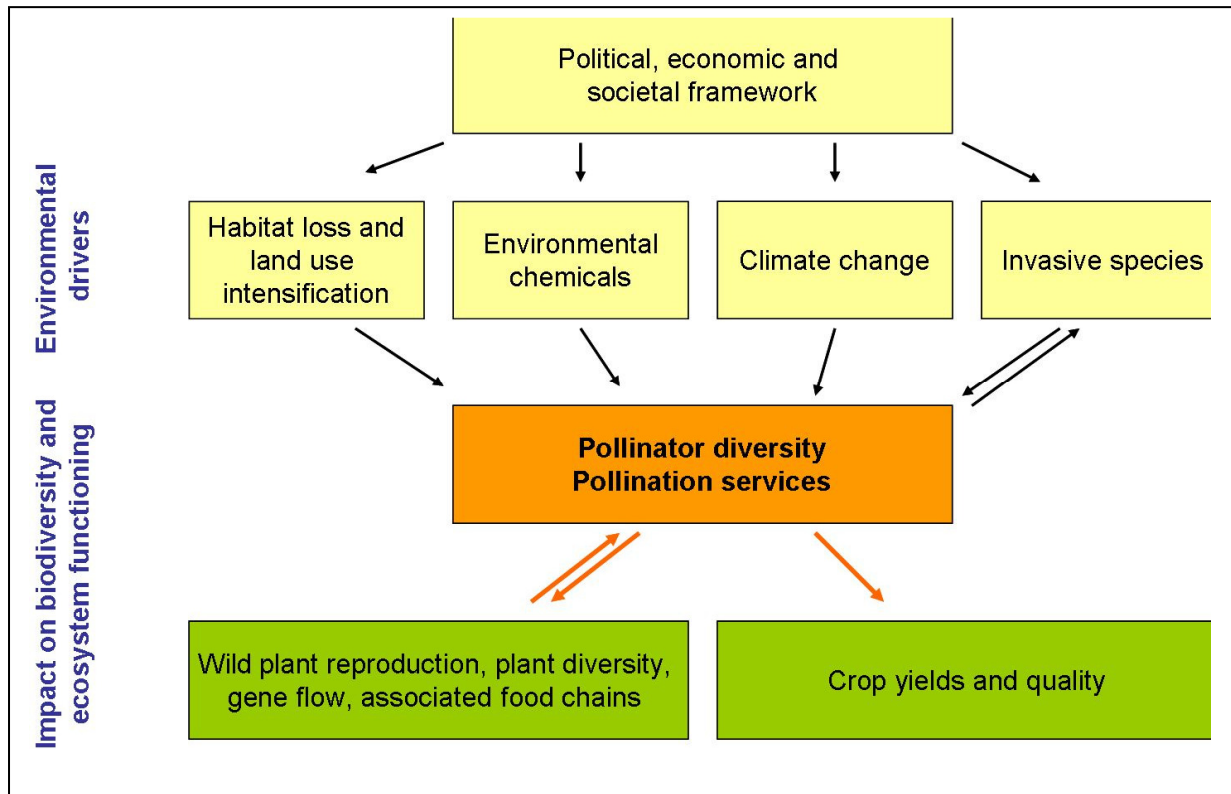 Political, economic and
societal framework
Environmental
drivers
Habitat loss and
land use
intensification
Environmental
chemicals
Climate change
Invasive species
Impact on biodiversity and
ecosystem functioning
Pollinator diversity
Pollination services
Wild plant reproduction, plant diversity,
gene flow, associated food chains
Crop yields and quality